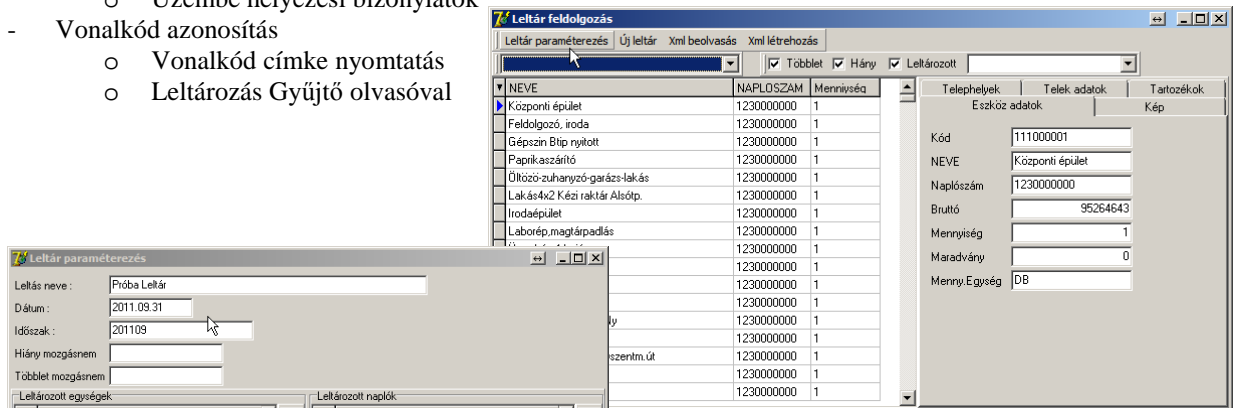 o Üzembe helyezési bizonylatok
- Vonalkód azonosítás
o Vonalkód címke nyomtatás
o Leltározás Gyűjtő olvasóval
Leltár feldolgozás
Leltár paraméterezés Új leltár Xml beolvasás Xml létrehozás
Többlet Hiány Leltározott
NEVE NAPLOSZAM Mennyiség
Központi épület 1230000000 1
Feldolgozó, iroda 1230000000 1
Gépszin Btip nyitott 1230000000 1
Paprikaszárító 1230000000 1
Öltözö-zuhanyzó-garázs-lakás 1230000000 1
Lakás4x2 Kézi raktár Alsótp. 1230000000 1
Irodaépület 1230000000 1
Laborép,magtárpadlás 1230000000 1
1230000000 1
1230000000 1
1230000000 1
1230000000 1
ly 1230000000 1
1230000000 1
szentm.út 1230000000 1
1230000000 1
1230000000 1
Telephelyek Telek adatok Tartozékok
Eszköz adatok Kép
Kód 111000001
NEVE Központi épület
Naplószám 1230000000
Bruttó 95264643
Mennyiség 1
Maradvány 0
Menny.Egység DB
Leltár paraméterezés
Leltás neve : Próba Leltár
Dátum : 2011.09.31
Időszak : 201109
Hiány mozgásnem
Többlet mozgásnem
Leltározott egységek Leltározott naplók